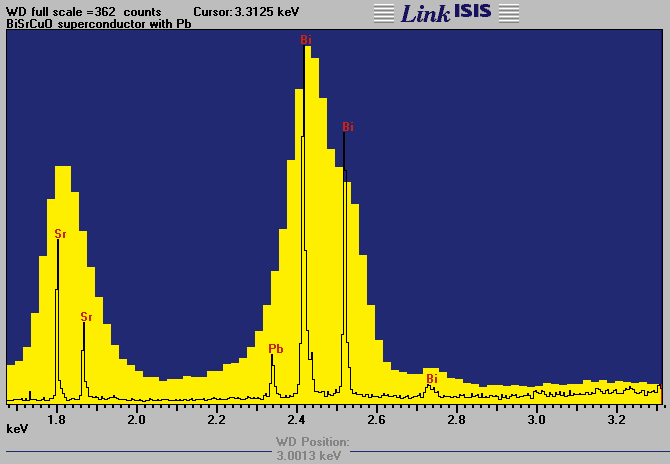 WD full scale =362 counts Cursor: 3.3125 keV
Link ISIS
BiSrCuO superconductor with Pb
Bi
Bi
Sr
Sr
Pb
Bi
1.8 2.0 2.2 2.4 2.6 2.8 3.0 3.2
keV
WD Position:
3.0013 keV